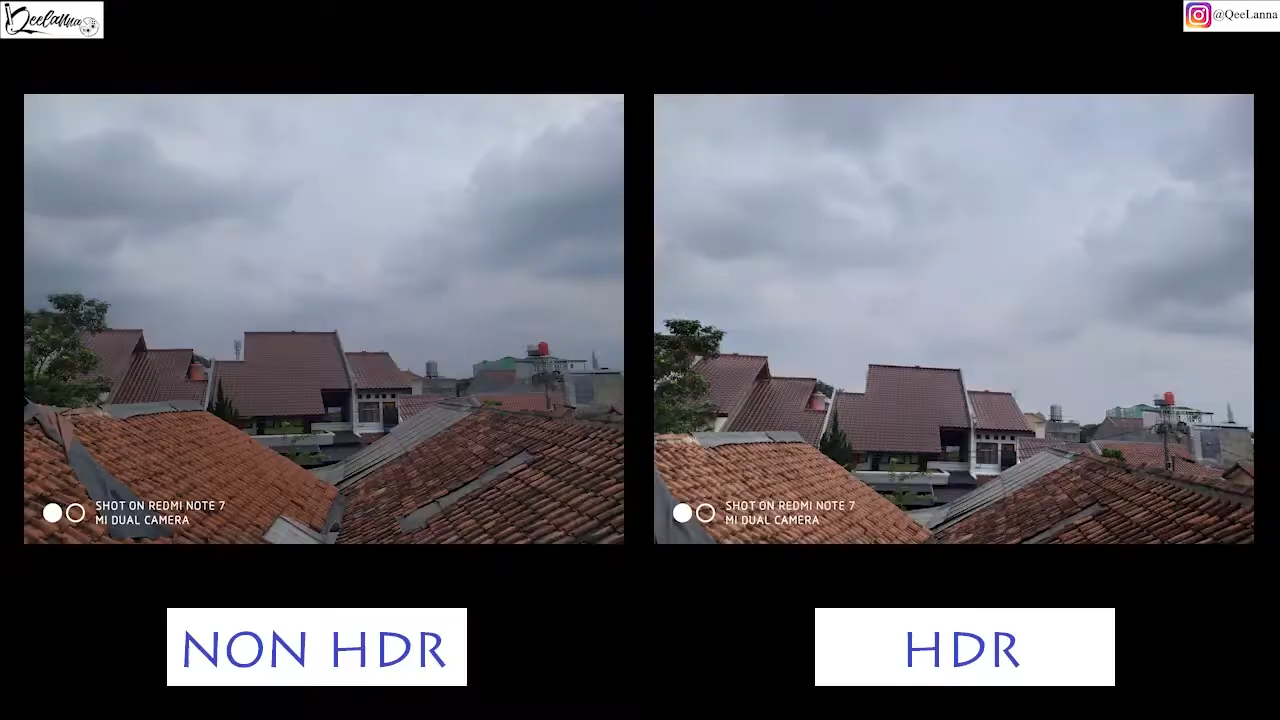 QeeLanna
@QeeLanna
SHOT ON REDMI NOTE 7
MI DUAL CAMERA
SHOT ON REDMI NOTE 7
MI DUAL CAMERA
NON HDR
HDR